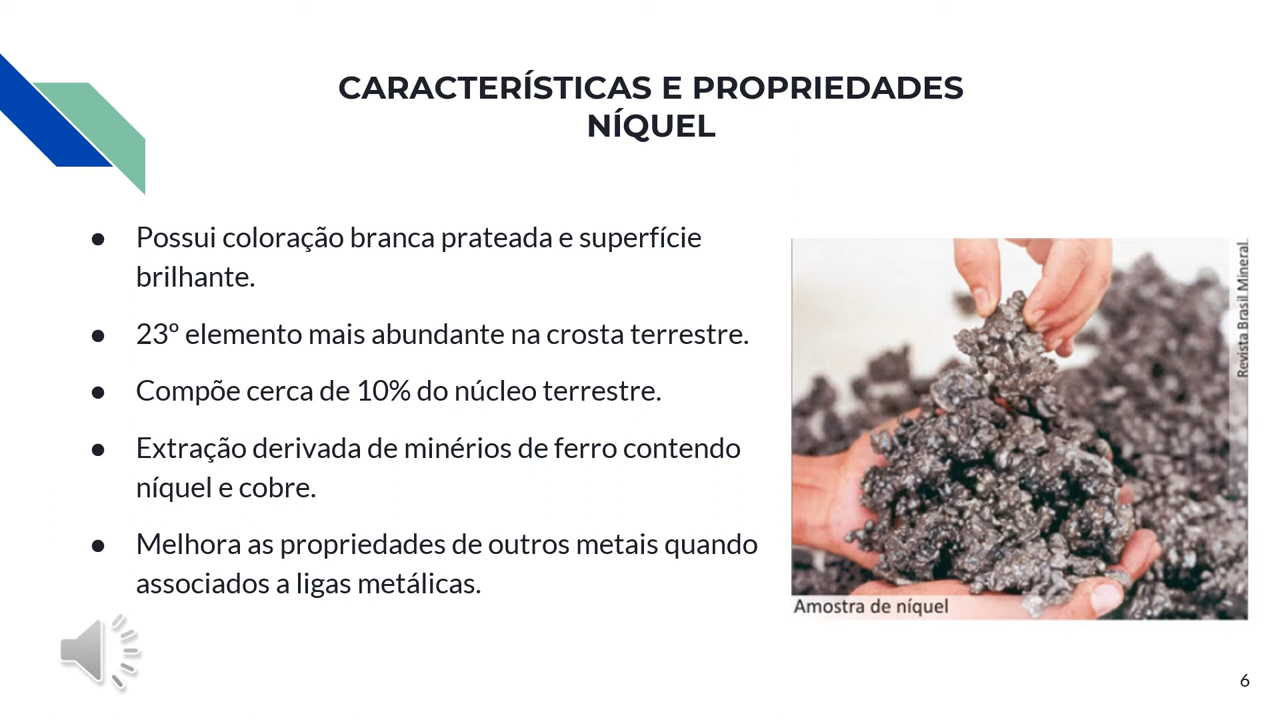 CARACTERÍSTICAS E PROPRIEDADES
NÍQUEL
● Possui coloração branca prateada e superfície
brilhante.
● 23º elemento mais abundante na crosta terrestre.
● Compõe cerca de 10% do núcleo terrestre.
● Extração derivada de minérios de ferro contendo
níquel e cobre.
● Melhora as propriedades de outros metais quando
associados a ligas metálicas.
Revista Brasil Mineral
Amostra de níquel
6